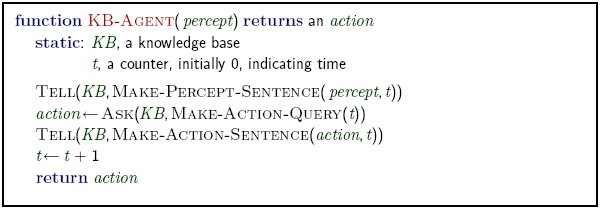 function KB-AGENT( percept) returns an action
static: KB, a knowledge base
t, a counter, initially 0, indicating time
TELL(KB, MAKE-PERCEPT-SENTENCE( percept, t))
action ← ASK(KB, MAKE-ACTION-QUERY(t))
TELL(KB, MAKE-ACTION-SENTENCE(action, t))
t ← t + 1
return action